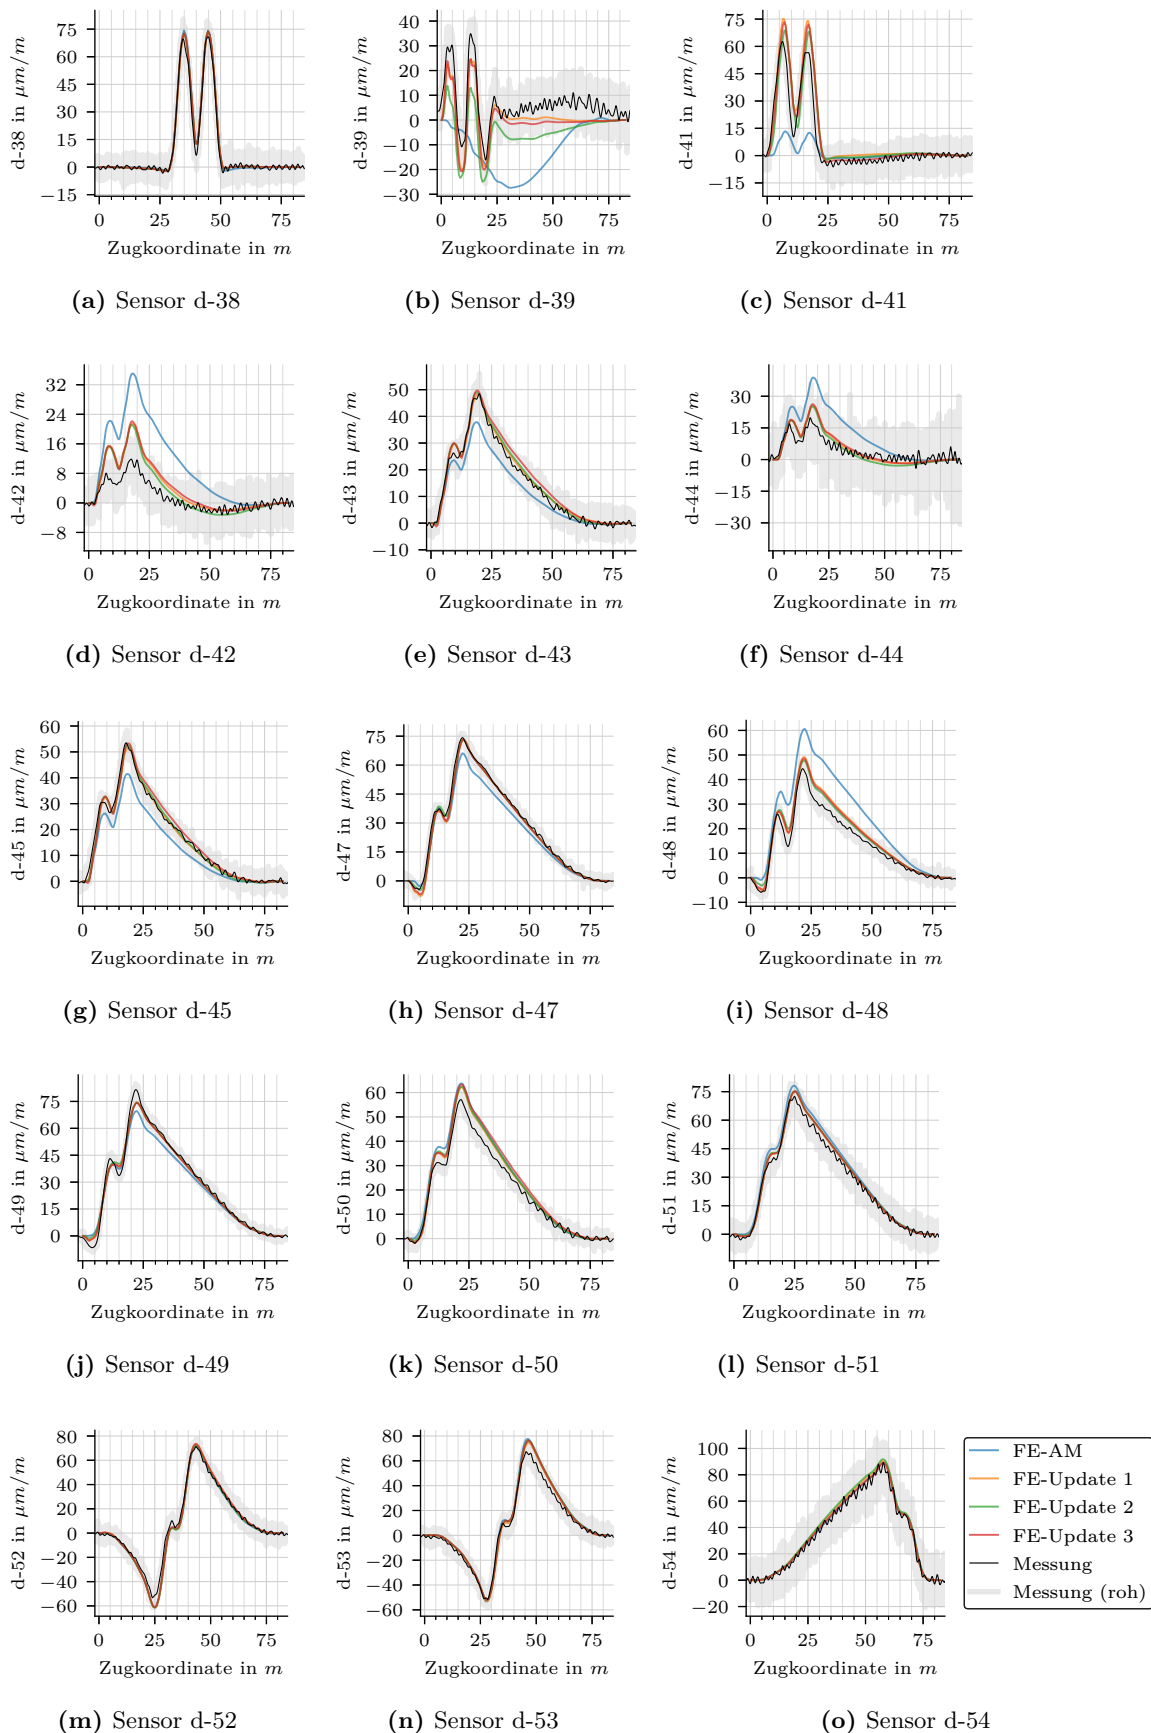 75
60
45
30
15
0
−15
d-38 in µm/m
0 25 50 75
Zugkoordinate in m
(a) Sensor d-38
40
30
20
10
0
−10
−20
−30
d-39 in µm/m
0 25 50 75
Zugkoordinate in m
(b) Sensor d-39
75
60
45
30
15
0
−15
d-41 in µm/m
0 25 50 75
Zugkoordinate in m
(c) Sensor d-41
32
24
16
8
0
−8
d-42 in µm/m
0 25 50 75
Zugkoordinate in m
(d) Sensor d-42
50
40
30
20
10
0
−10
d-43 in µm/m
0 25 50 75
Zugkoordinate in m
(e) Sensor d-43
30
15
0
−15
−30
d-44 in µm/m
0 25 50 75
Zugkoordinate in m
(f) Sensor d-44
60
50
40
30
20
10
0
d-45 in µm/m
0 25 50 75
Zugkoordinate in m
(g) Sensor d-45
75
60
45
30
15
0
d-47 in µm/m
0 25 50 75
Zugkoordinate in m
(h) Sensor d-47
60
50
40
30
20
10
0
−10
d-48 in µm/m
0 25 50 75
Zugkoordinate in m
(i) Sensor d-48
75
60
45
30
15
0
d-49 in µm/m
0 25 50 75
Zugkoordinate in m
(j) Sensor d-49
60
50
40
30
20
10
0
d-50 in µm/m
0 25 50 75
Zugkoordinate in m
(k) Sensor d-50
75
60
45
30
15
0
d-51 in µm/m
0 25 50 75
Zugkoordinate in m
(l) Sensor d-51
80
60
40
20
0
−20
−40
−60
d-52 in µm/m
0 25 50 75
Zugkoordinate in m
(m) Sensor d-52
80
60
40
20
0
−20
−40
−60
d-53 in µm/m
0 25 50 75
Zugkoordinate in m
(n) Sensor d-53
100
80
60
40
20
0
−20
d-54 in µm/m
0 25 50 75
Zugkoordinate in m
(o) Sensor d-54
FE-AM
FE-Update 1
FE-Update 2
FE-Update 3
Messung
Messung (roh)